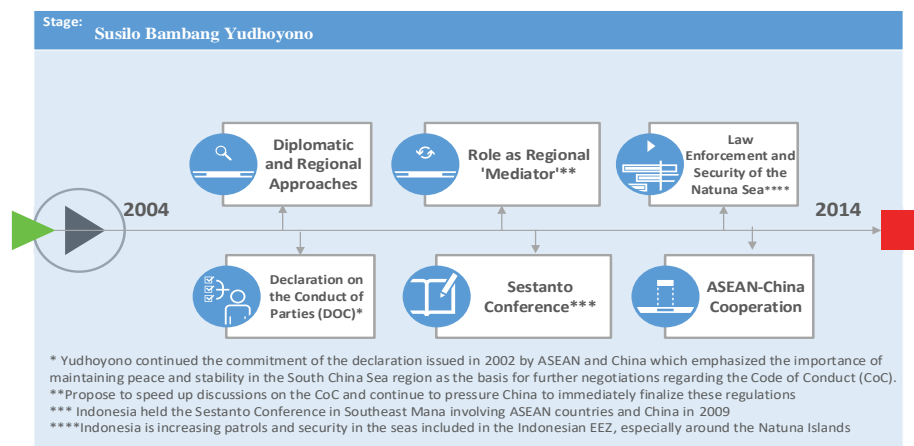 Stage:
Susilo Bambang Yudhoyono
2004
2014
Diplomatic
and Regional
Approaches
Role as Regional
'Mediator'**
Law
Enforcement and
Security of the
Natuna Sea****
Declaration on
the Conduct of
Parties (DOC)*
Sestanto
Conference***
ASEAN-China
Cooperation
* Yudhoyono continued the commitment of the declaration issued in 2002 by ASEAN and China which emphasized the importance of
maintaining peace and stability in the South China Sea region as the basis for further negotiations regarding the Code of Conduct (CoC).
**Propose to speed up discussions on the CoC and continue to pressure China to immediately finalize these regulations
*** Indonesia held the Sestanto Conference in Southeast Mana involving ASEAN countries and China in 2009
****Indonesia is increasing patrols and security in the seas included in the Indonesian EEZ, especially around the Natuna Islands